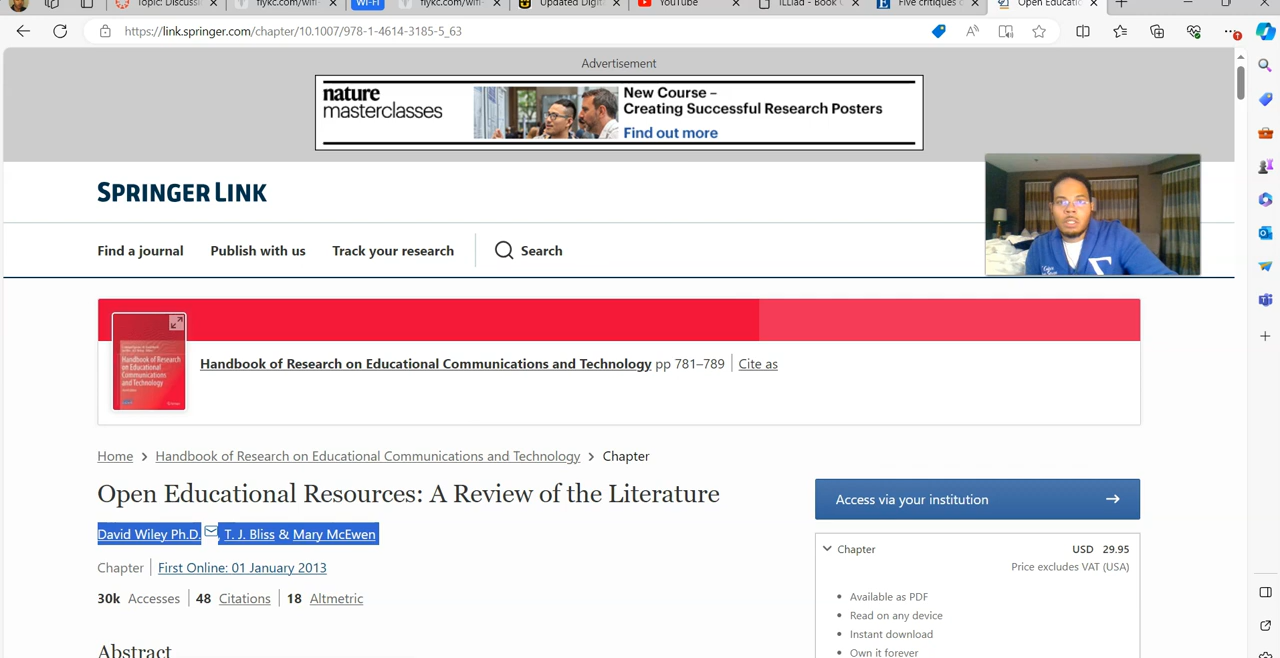 Topic: Discussi
flykc.com/wifi-
WI-FI
flykc.com/wifi-
Updated Digit
YouTube
ILLiad - Book C
Five critiques c
Open Educatio
https://link.springer.com/chapter/10.1007/978-1-4614-3185-5_63
Advertisement
nature
masterclasses
New Course –
Creating Successful Research Posters
Find out more
SPRINGER LINK
Find a journal
Publish with us
Track your research
Search
Handbook of Research on Educational Communications and Technology
Handbook of Research on Educational Communications and Technology pp 781–789 | Cite as
Home > Handbook of Research on Educational Communications and Technology > Chapter
Open Educational Resources: A Review of the Literature
David Wiley Ph.D., T. J. Bliss & Mary McEwen
Chapter | First Online: 01 January 2013
30k Accesses | 48 Citations | 18 Altmetric
Abstract
Access via your institution
Chapter USD 29.95
Price excludes VAT (USA)
• Available as PDF
• Read on any device
• Instant download
• Own it forever